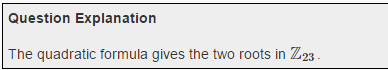 Question Explanation
The quadratic formula gives the two roots in ℤ₂₃.